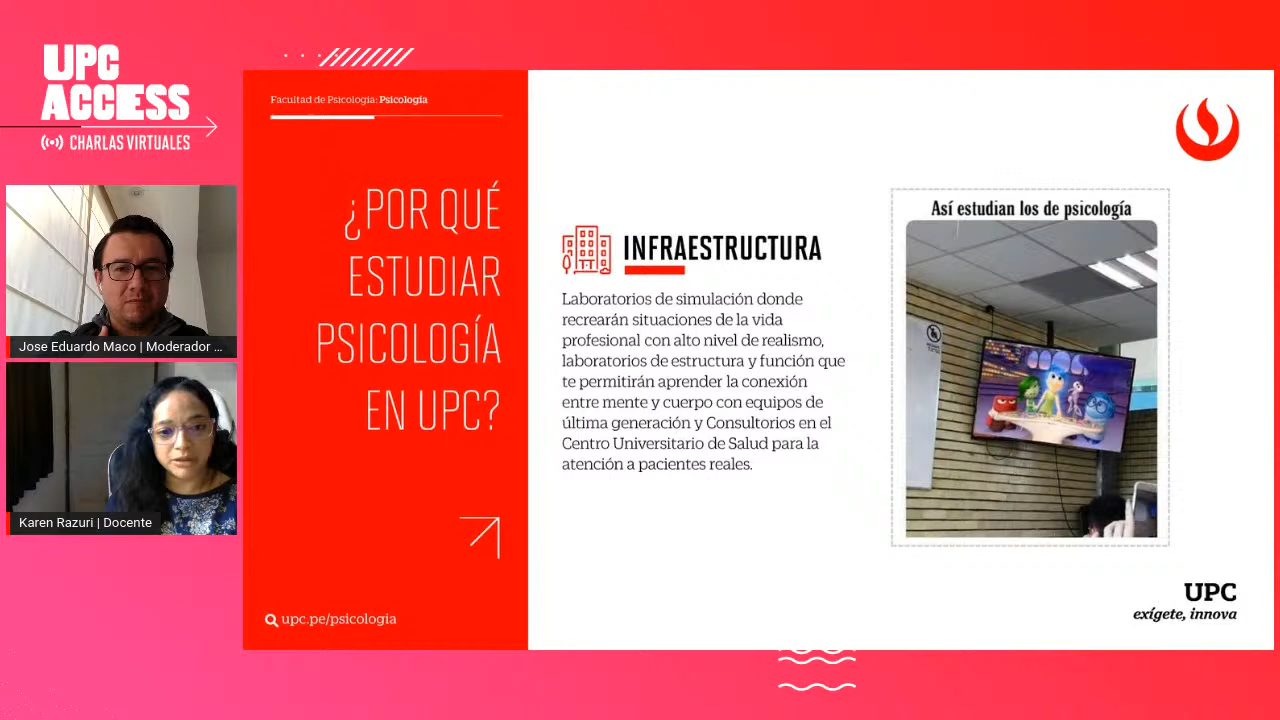 UPC
ACCESS
CHARLAS VIRTUALES
Jose Eduardo Maco | Moderador ...
Karen Razuri | Docente
Facultad de Psicología: Psicología
¿POR QUÉ
ESTUDIAR
PSICOLOGÍA
EN UPC?
upc.pe/psicologia
INFRAESTRUCTURA
Laboratorios de simulación donde
recrearán situaciones de la vida
profesional con alto nivel de realismo,
laboratorios de estructura y función que
te permitirán aprender la conexión
entre mente y cuerpo con equipos de
última generación y Consultorios en el
Centro Universitario de Salud para la
atención a pacientes reales.
Así estudian los de psicología
UPC
exígete, innova